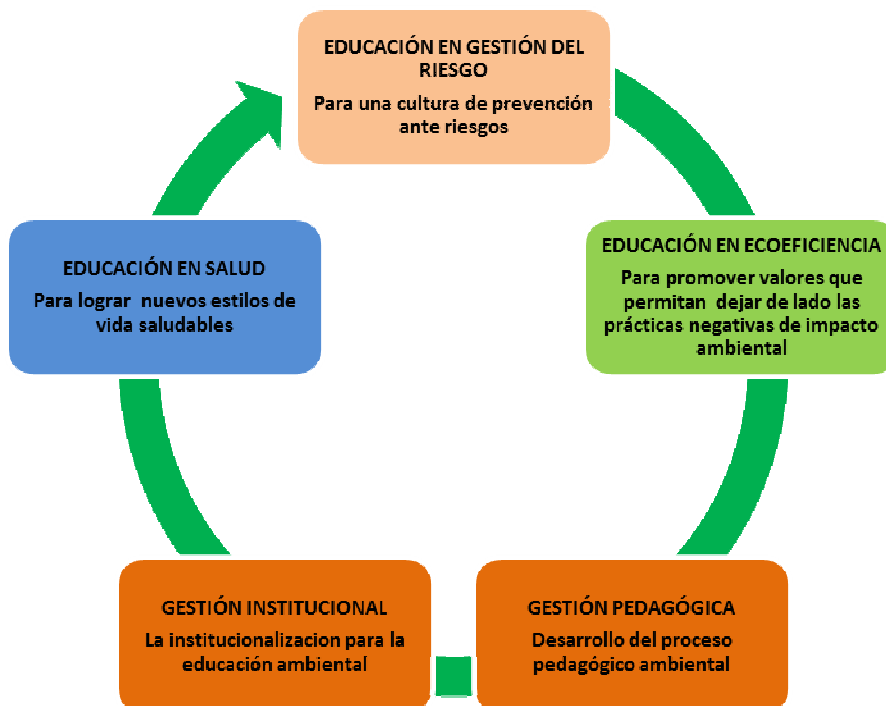 EDUCACIÓN EN GESTIÓN DEL
RIESGO
Para una cultura de prevención
ante riesgos
EDUCACIÓN EN ECOEFICIENCIA
Para promover valores que
permitan dejar de lado las
prácticas negativas de impacto
ambiental
GESTIÓN PEDAGÓGICA
Desarrollo del proceso
pedagógico ambiental
GESTIÓN INSTITUCIONAL
La institucionalizacion para la
educación ambiental
EDUCACIÓN EN SALUD
Para lograr nuevos estilos de
vida saludables